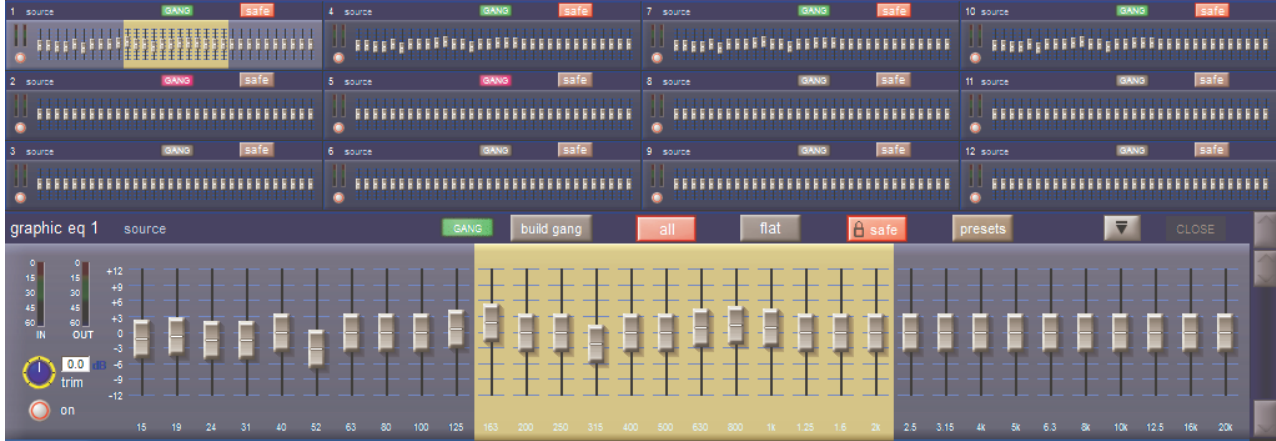 1 source GANG safe 4 source GANG safe 7 source GANG safe 10 source GANG safe
2 source GANG safe 5 source GANG safe 8 source GANG safe 11 source GANG safe
3 source GANG safe 6 source GANG safe 9 source GANG safe 12 source GANG safe
graphic eq 1 source GANG build gang all flat safe presets CLOSE
0 0 +12
15 15 +9
30 30 +6
45 45 +3
60 60 0
IN OUT
-3
0.0 dB -6
trim -9
-12
on
15 19 24 31 40 52 63 80 100 125 163 200 250 315 400 500 630 800 1k 1.25 1.6 2k 2.5 3.15 4k 5k 6.3 8k 10k 12.5 16k 20k